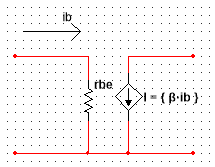 ib
rbe
I = { β·ib }